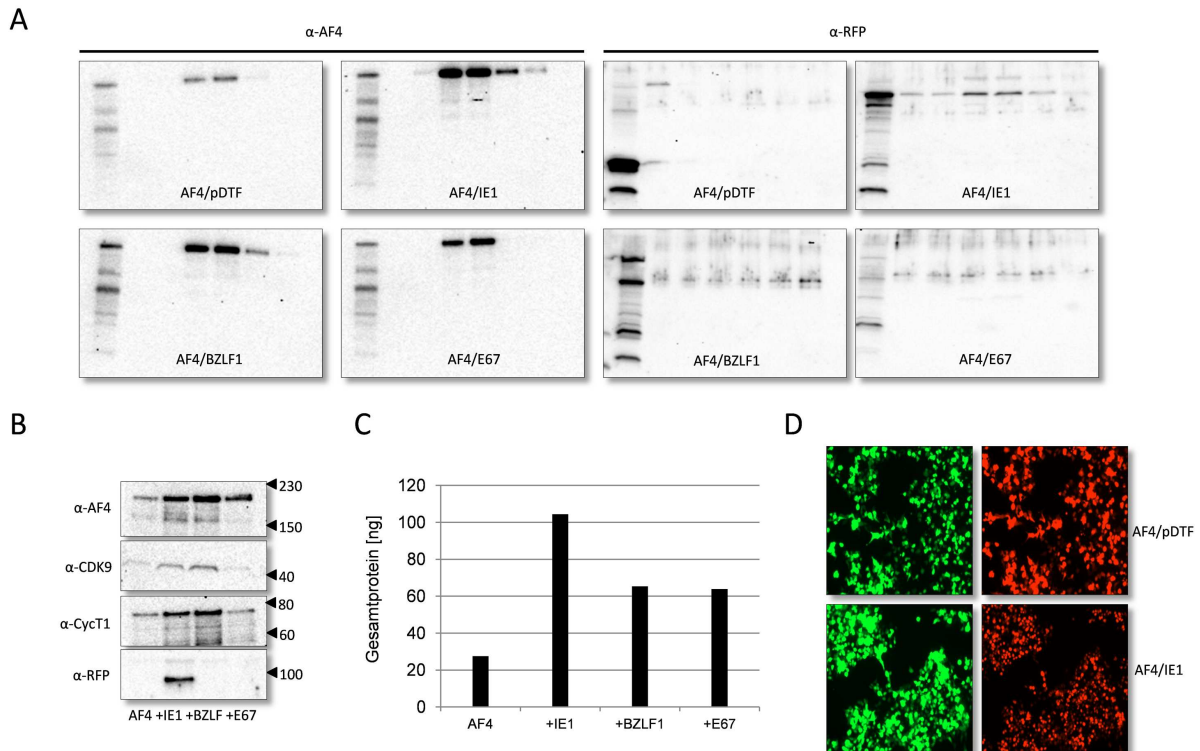 A
α-AF4
α-RFP
AF4/pDTF
AF4/IE1
AF4/pDTF
AF4/IE1
AF4/BZLF1
AF4/E67
AF4/BZLF1
AF4/E67
B
α-AF4
230
150
α-CDK9
40
α-CycT1
80
60
α-RFP
100
AF4 +IE1 +BZLF +E67
C
Gesamtprotein [ng]
120
100
80
60
40
20
0
AF4
+IE1
+BZLF1
+E67
D
AF4/pDTF
AF4/IE1